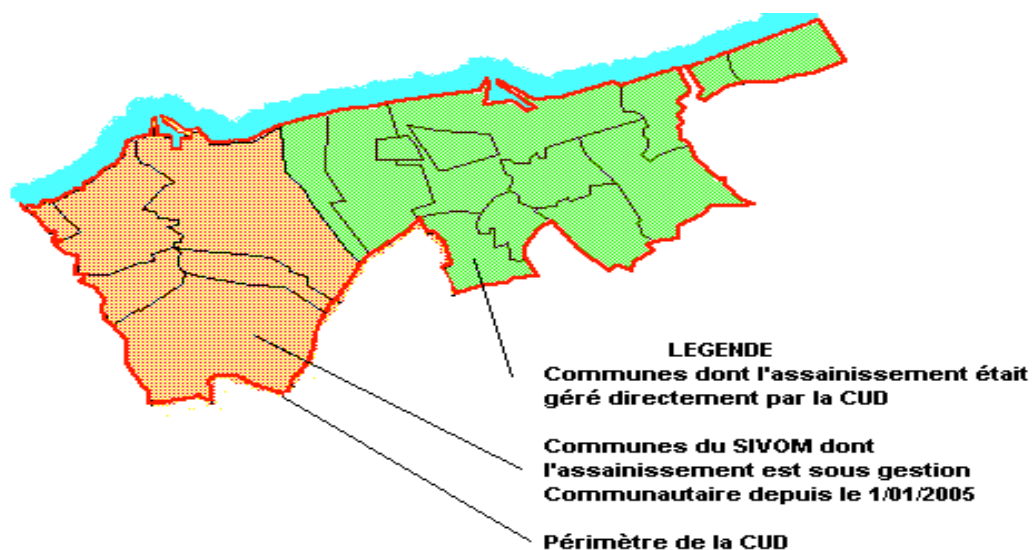 LEGENDE
Communes dont l'assainissement était
géré directement par la CUD
Communes du SIVOM dont
l'assainissement est sous gestion
Communautaire depuis le 1/01/2005
Périmètre de la CUD